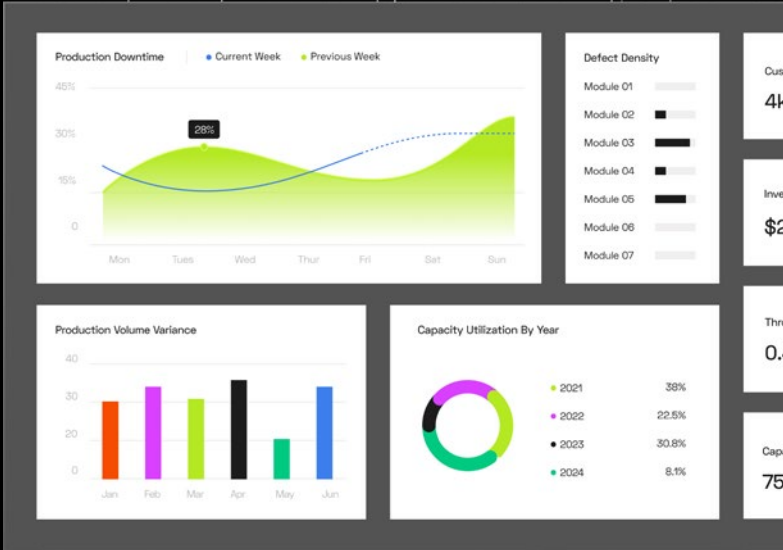 Production Downtime
Current Week
Previous Week
45%
30%
15%
0
28%
Mon
Tues
Wed
Thur
Fri
Sat
Sun
Defect Density
Module 01
Module 02
Module 03
Module 04
Module 05
Module 06
Module 07
Production Volume Variance
40
30
20
0
Jan
Feb
Mar
Apr
May
Jun
Capacity Utilization By Year
2021 38%
2022 22.5%
2023 30.8%
2024 8.1%
75